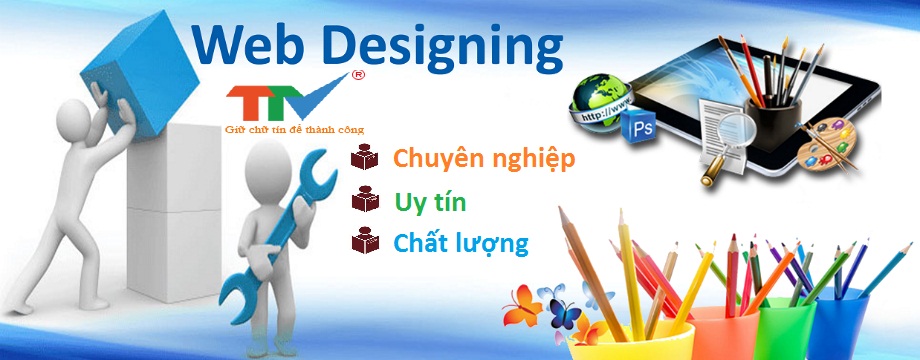 Web Designing
TTV®
Giữ chữ tín để thành công
Chuyên nghiệp
Uy tín
Chất lượng
http://www
Ps